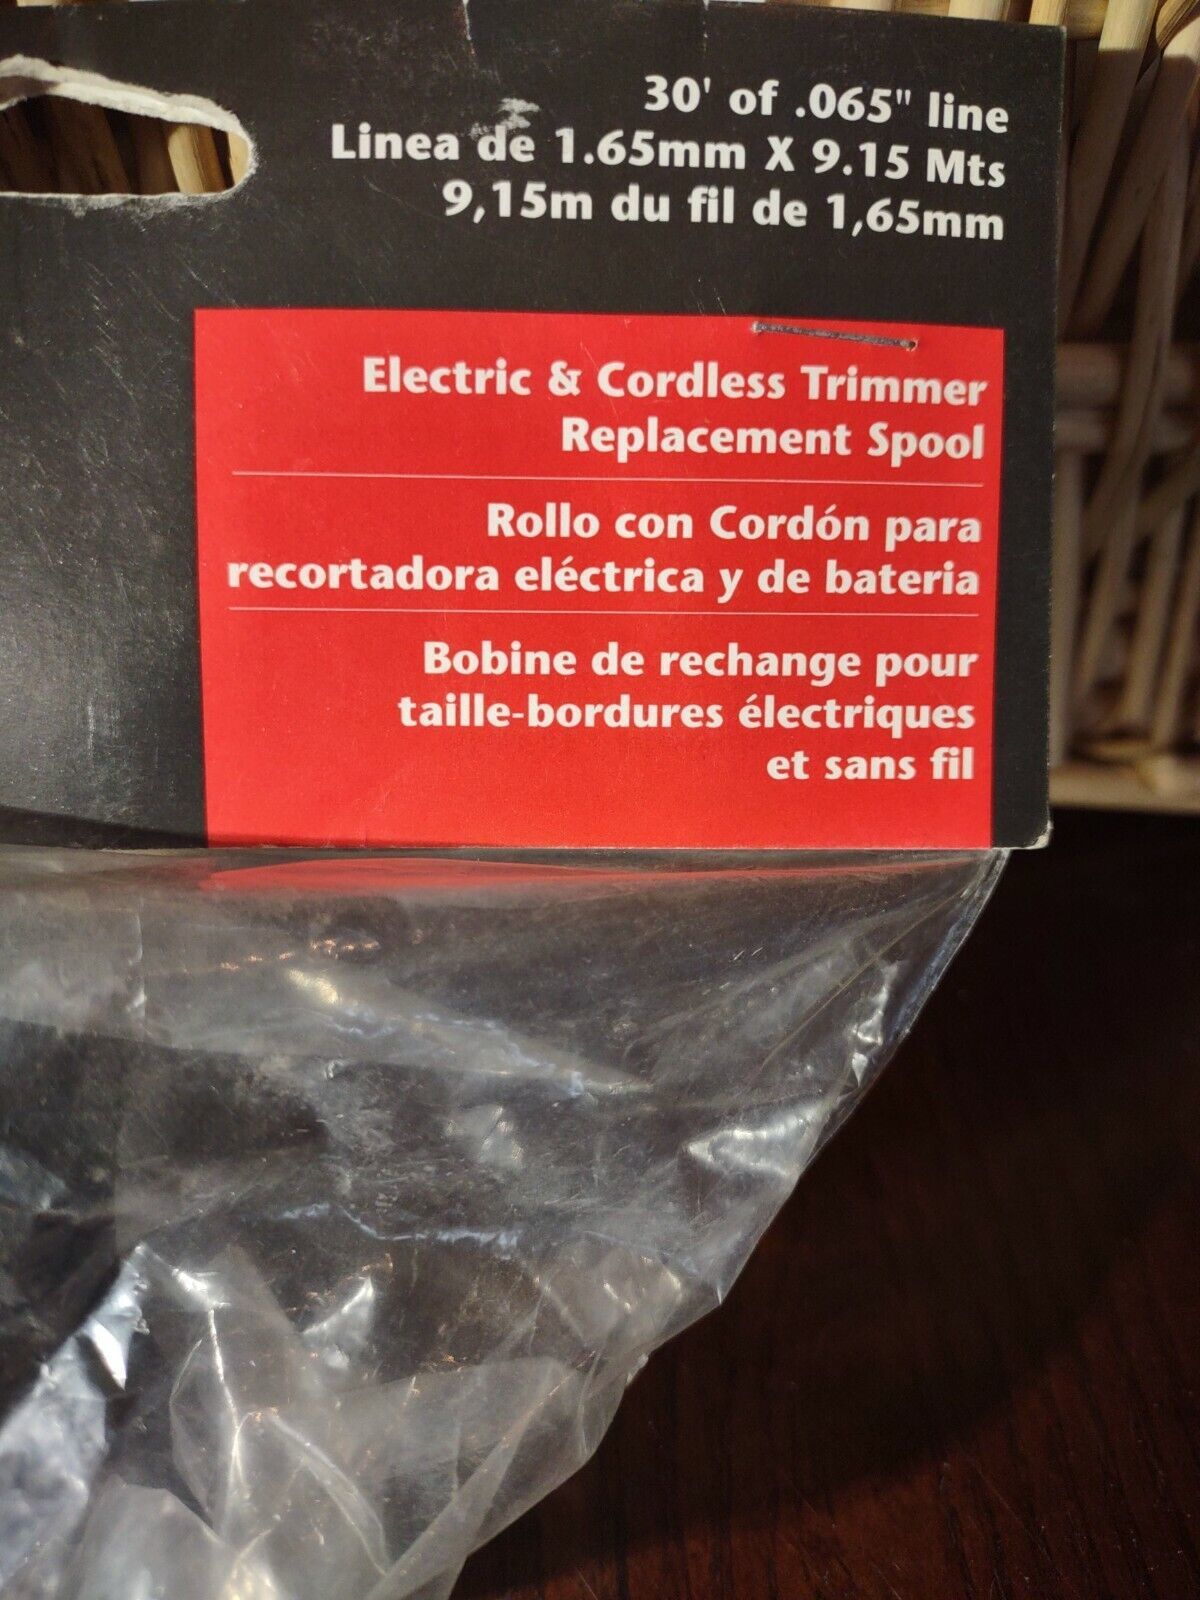 30' of .065" line
Linea de 1.65mm X 9.15 Mts
9,15m du fil de 1,65mm
Electric & Cordless Trimmer
Replacement Spool
Rollo con Cordón para
recortadora eléctrica y de bateria
Bobine de rechange pour
taille-bordures électriques
et sans fil